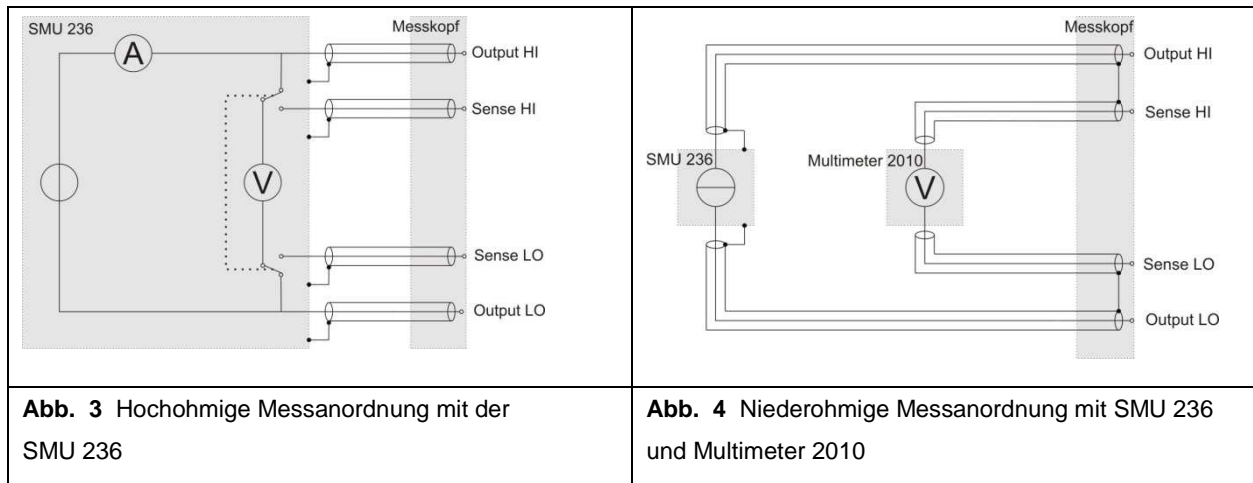 SMU 236
Messkopf
A
Output HI
Sense HI
V
Sense LO
Output LO
Abb. 3 Hochohmige Messanordnung mit der
SMU 236
Messkopf
Output HI
Sense HI
SMU 236
Multimeter 2010
V
Sense LO
Output LO
Abb. 4 Niederohmige Messanordnung mit SMU 236
und Multimeter 2010